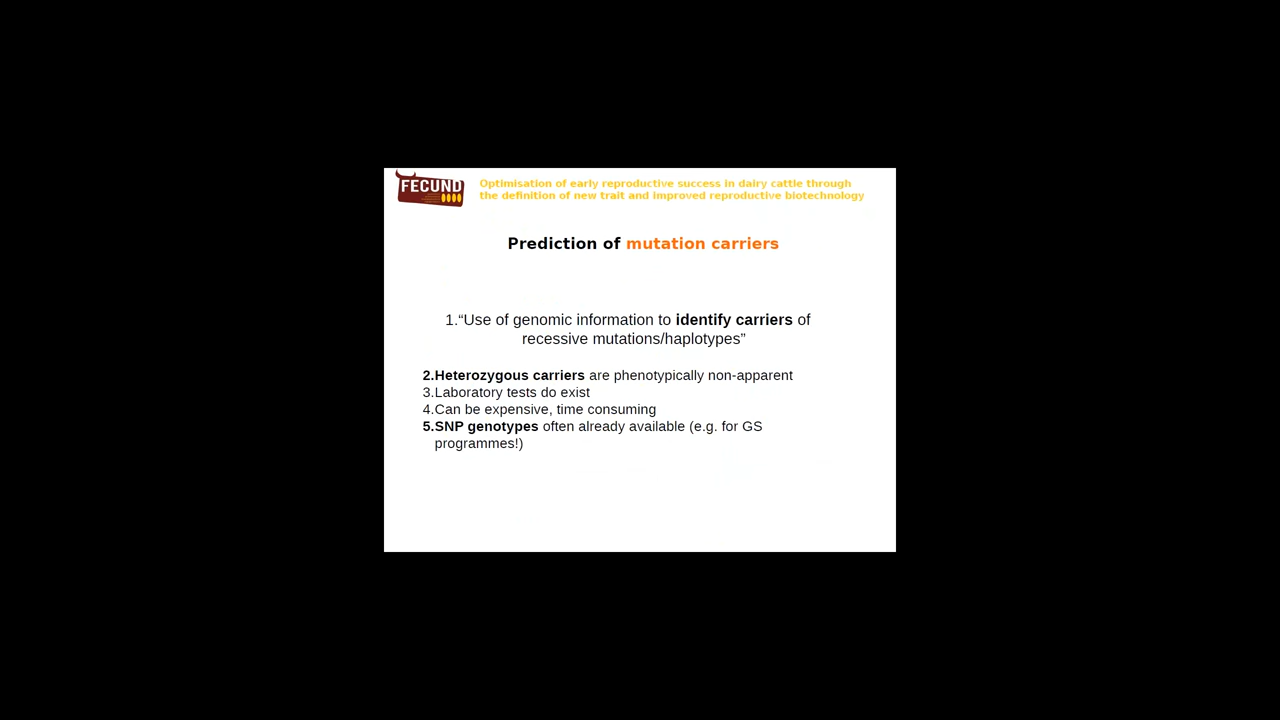 FECUND
Optimisation of early reproductive success in dairy cattle through
the definition of new trait and improved reproductive biotechnology
Prediction of mutation carriers
1.“Use of genomic information to identify carriers of
recessive mutations/haplotypes”
2.Heterozygous carriers are phenotypically non-apparent
3.Laboratory tests do exist
4.Can be expensive, time consuming
5.SNP genotypes often already available (e.g. for GS
programmes!)